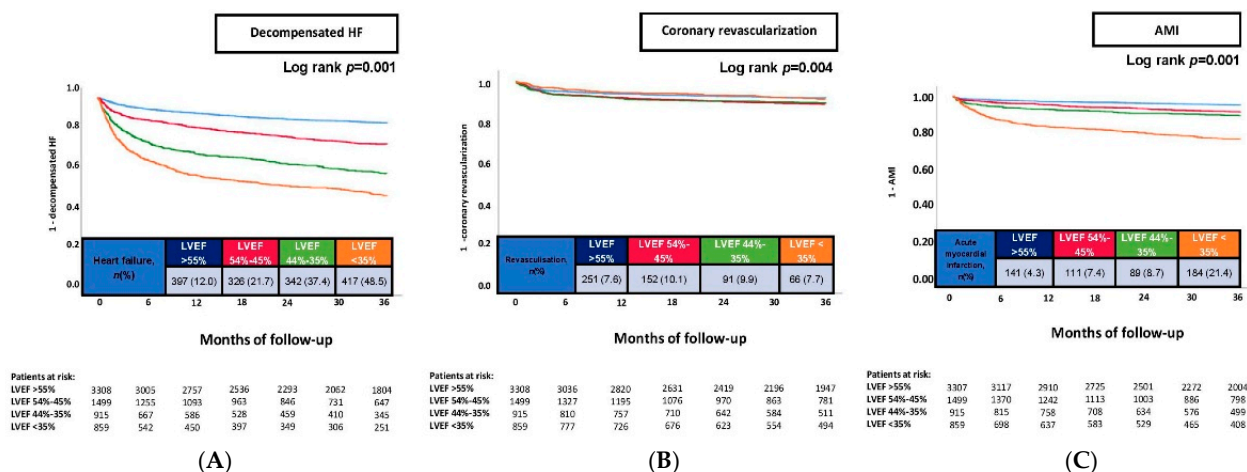 Decompensated HF
Log rank p=0.001
1 - decompensated HF
1.0
0.8
0.6
0.4
0.2
0.0
Heart failure, n(%)
LVEF >55%
LVEF 54%-45%
LVEF 44%-35%
LVEF <35%
397 (12.0)
326 (21.7)
342 (37.4)
417 (48.5)
0 6 12 18 24 30 36
Months of follow-up
Patients at risk:
LVEF >55% 3308 3005 2757 2536 2293 2062 1804
LVEF 54%-45% 1499 1255 1093 963 846 731 647
LVEF 44%-35% 915 667 586 528 459 410 345
LVEF <35% 859 542 450 397 349 306 251
(A)
Coronary revascularization
Log rank p=0.004
1 -coronary revascularization
1.0
0.8
0.6
0.4
0.2
0.0
Revasculisation, n(%)
LVEF >55%
LVEF 54%-45%
LVEF 44%-35%
LVEF < 35%
251 (7.6)
152 (10.1)
91 (9.9)
66 (7.7)
0 6 12 18 24 30 36
Months of follow-up
Patients at risk:
LVEF >55% 3308 3036 2820 2631 2419 2196 1947
LVEF 54%-45% 1499 1327 1195 1076 970 863 781
LVEF 44%-35% 915 810 757 710 642 584 511
LVEF <35% 859 777 726 676 623 554 494
(B)
AMI
Log rank p=0.001
1 - AMI
1.00
0.80
0.60
0.40
0.20
0.00
Acute myocardial infarction, n(%)
LVEF >55%
LVEF 54%-45%
LVEF 44%-35%
LVEF < 35%
141 (4.3)
111 (7.4)
89 (8.7)
184 (21.4)
0 6 12 18 24 30 36
Months of follow-up
Patients at risk:
LVEF >55% 3307 3117 2910 2725 2501 2272 2004
LVEF 54%-45% 1499 1370 1242 1113 1003 886 798
LVEF 44%-35% 915 815 758 708 634 576 499
LVEF <35% 859 698 637 583 529 465 408
(C)